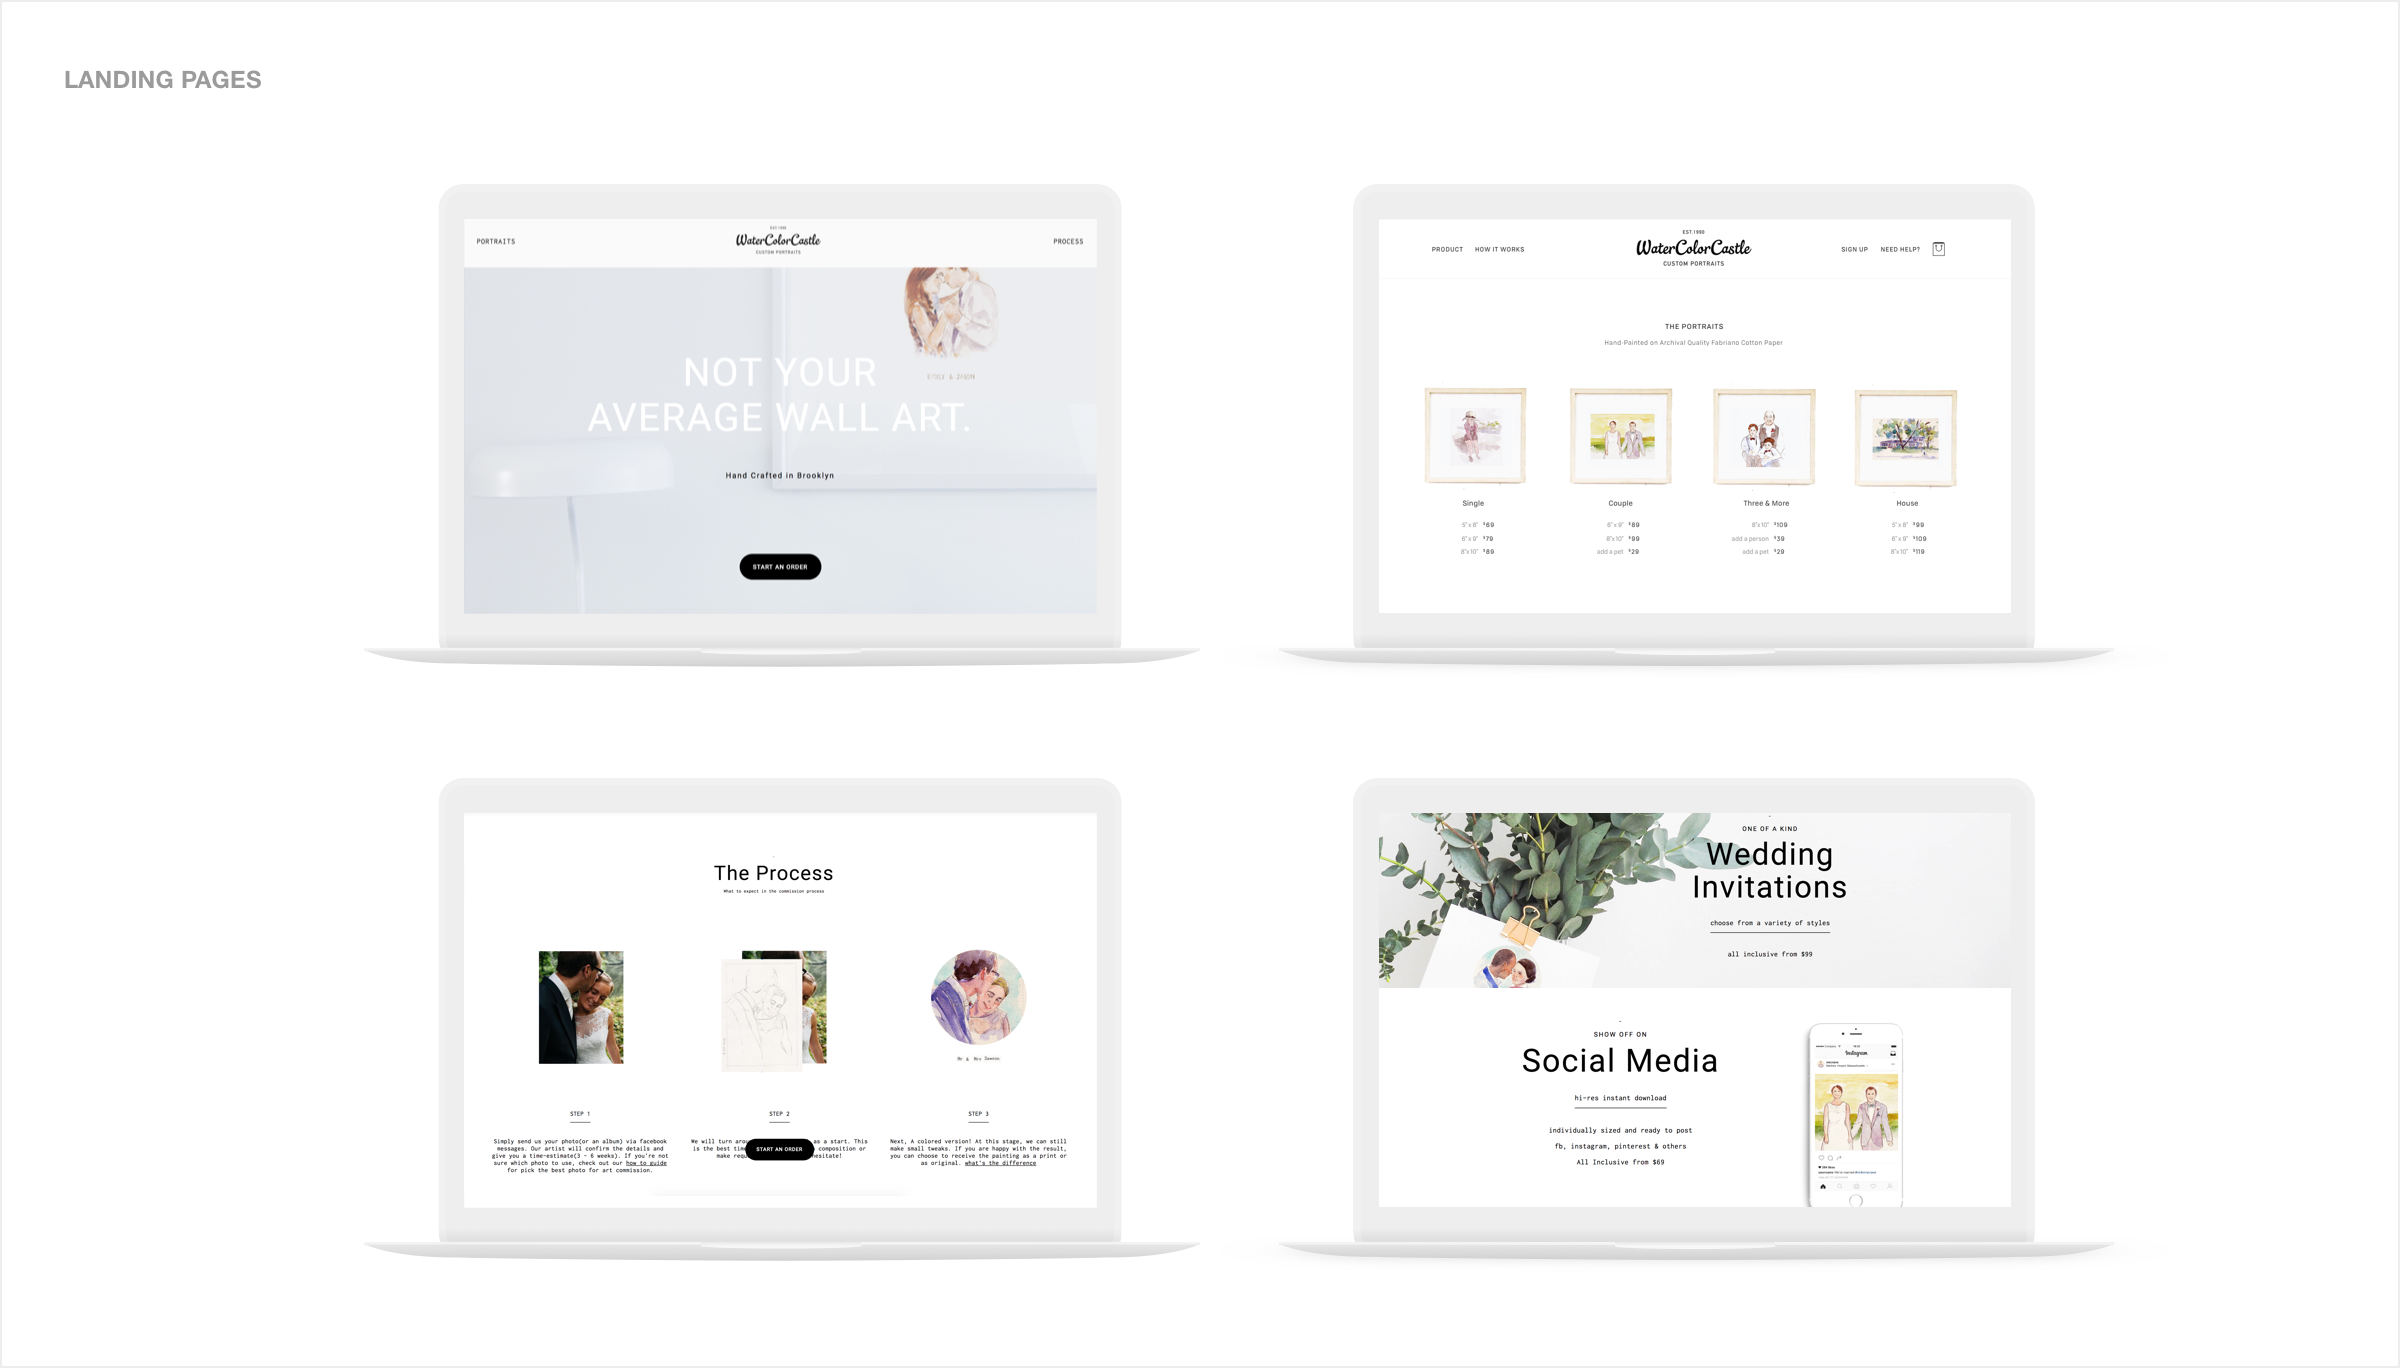 LANDING PAGES
PORTRAITS
EST.1990
WaterColorCastle
CUSTOM PORTRAITS
PROCESS
NOT YOUR
AVERAGE WALL ART.
EMILY & JASON
Hand Crafted in Brooklyn
START AN ORDER
PRODUCT HOW IT WORKS
EST.1990
WaterColorCastle
CUSTOM PORTRAITS
SIGN UP NEED HELP?
THE PORTRAITS
Hand-Painted on Archival Quality Fabriano Cotton Paper
Single
5"x 8" $69
6"x 9" $79
8"x 10" $89
Couple
6"x 9" $89
8"x 10" $99
add a pet $29
Three & More
8"x 10" $109
add a person $39
add a pet $29
House
5"x 8" $99
6"x 9" $109
8"x 10" $119
The Process
What to expect in the commission process
Mr & Mrs Dawson
STEP 1
Simply send us your photo(or an album) via facebook
messages. Our artist will confirm the details and
give you a time-estimate(3 - 6 weeks). If you're not
sure which photo to use, check out our how to guide
for pick the best photo for art commission.
STEP 2
We will turn arou as a start. This
is the best tim composition or
make requ hesitate!
START AN ORDER
STEP 3
Next, A colored version! At this stage, we can still
make small tweaks. If you are happy with the result,
you can choose to receive the painting as a print or
as original. what's the difference
ONE OF A KIND
Wedding
Invitations
choose from a variety of styles
all inclusive from $99
SHOW OFF ON
Social Media
hi-res instant download
individually sized and ready to post
fb, instagram, pinterest & others
All Inclusive from $69
Instagram